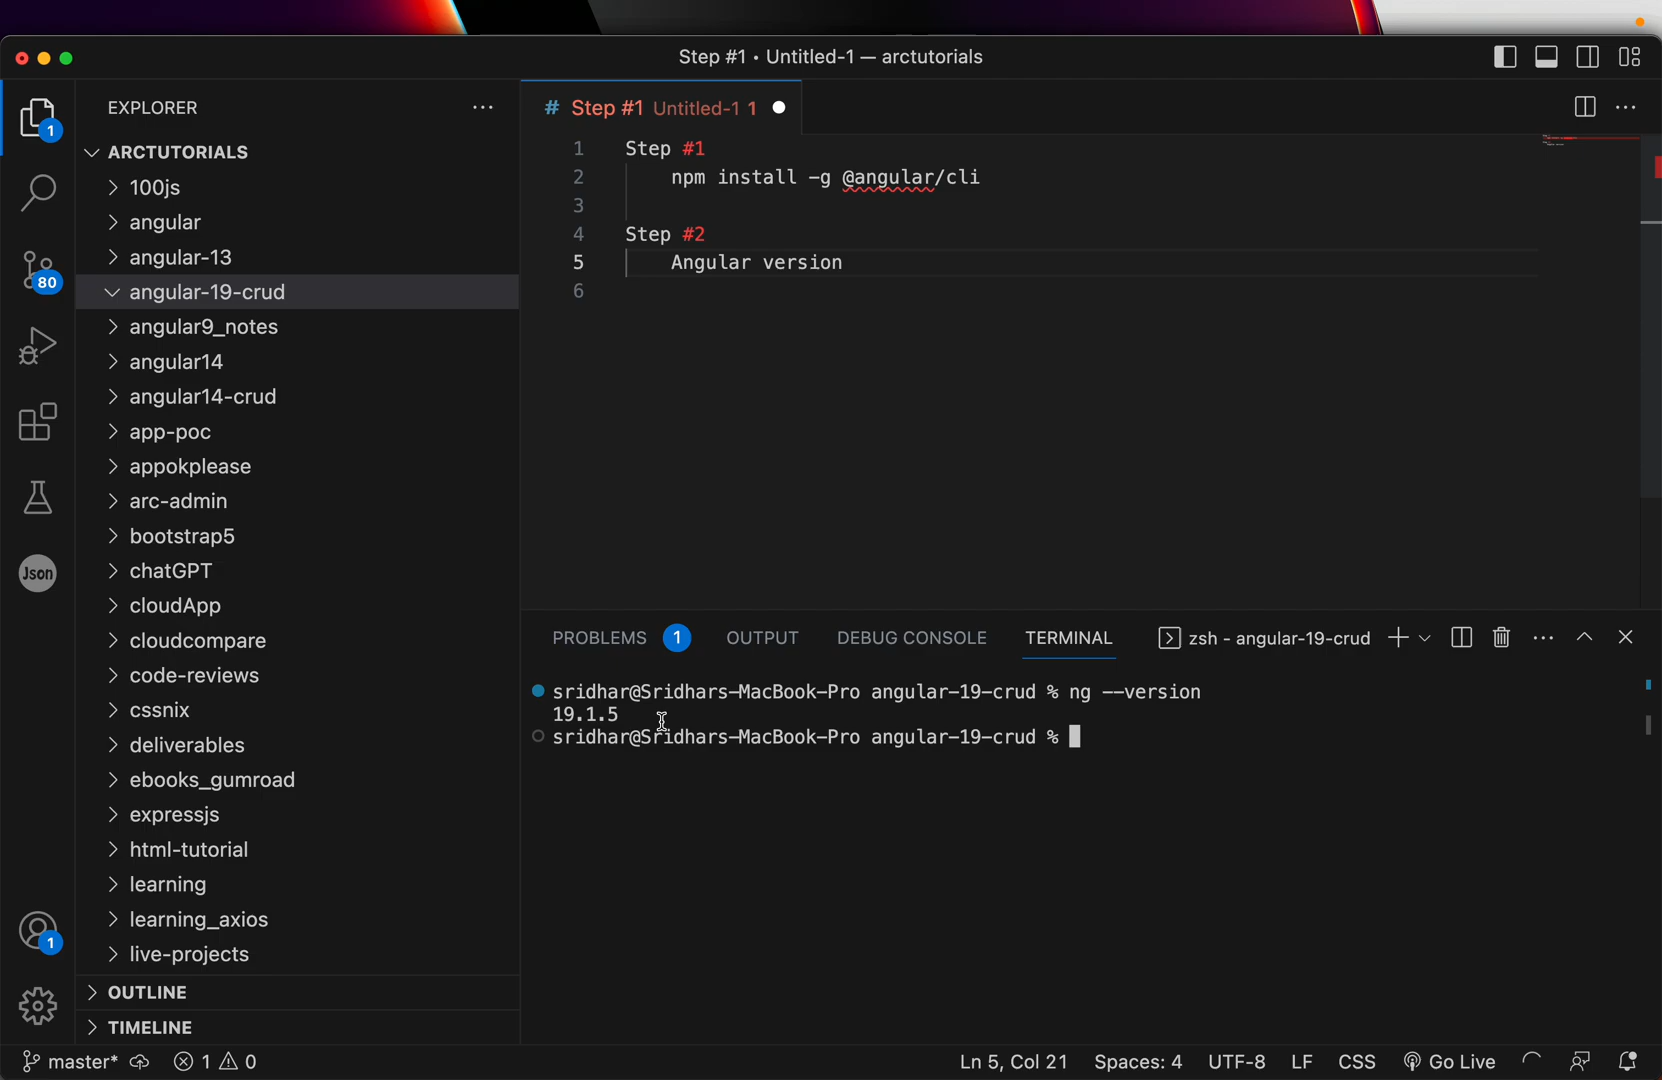 Step #1 • Untitled-1 — arctutorials
EXPLORER
Step #1 Untitled-1 1
ARCTUTORIALS
100js
angular
angular-13
angular-19-crud
angular9_notes
angular14
angular14-crud
app-poc
appokplease
arc-admin
bootstrap5
chatGPT
cloudApp
cloudcompare
code-reviews
cssnix
deliverables
ebooks_gumroad
expressjs
html-tutorial
learning
learning_axios
live-projects
OUTLINE
TIMELINE
1
80
Json
1
1 Step #1
2 npm install -g @angular/cli
3
4 Step #2
5 Angular version
6
PROBLEMS 1 OUTPUT DEBUG CONSOLE TERMINAL zsh - angular-19-crud
sridhar@Sridhars-MacBook-Pro angular-19-crud % ng --version
19.1.5
sridhar@Sridhars-MacBook-Pro angular-19-crud %
master* 1 0 Ln 5, Col 21 Spaces: 4 UTF-8 LF CSS Go Live